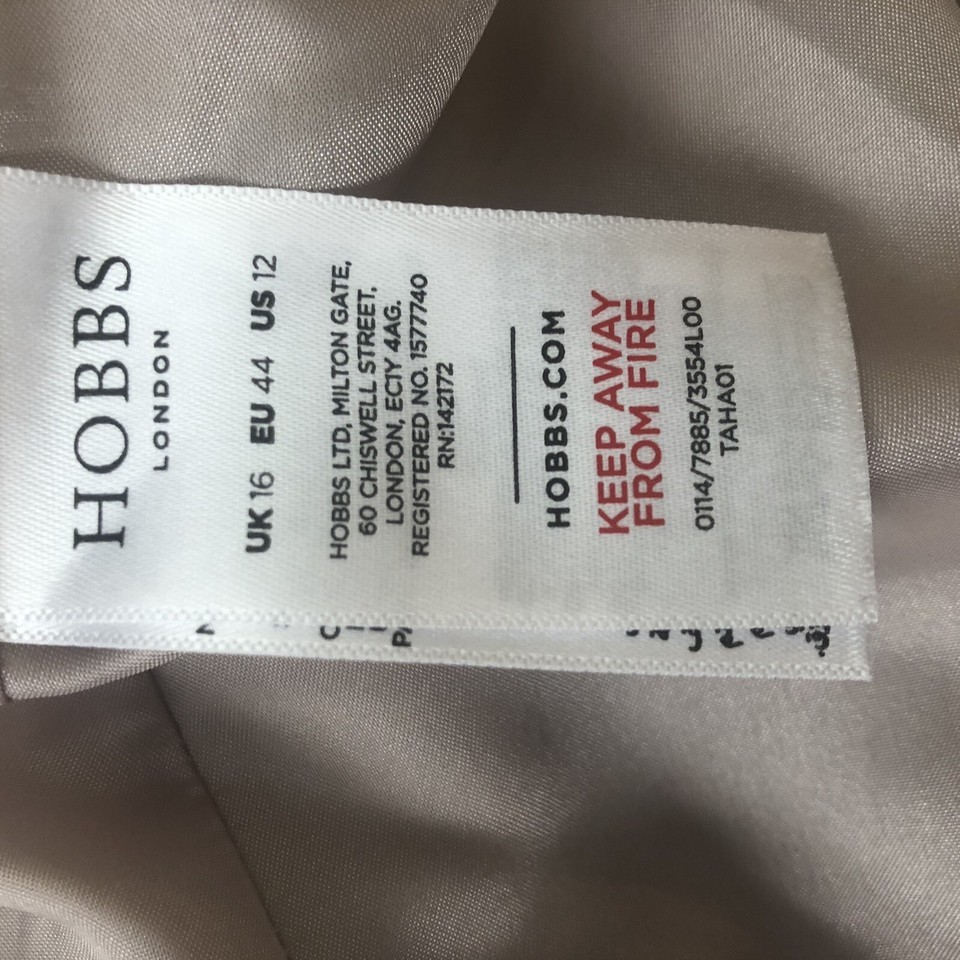 HOBBS
LONDON
UK 16 EU 44 US 12
HOBBS LTD, MILTON GATE,
60 CHISWELL STREET,
LONDON, EC1Y 4AG.
REGISTERED NO. 1577740
RN:142172
HOBBS.COM
KEEP AWAY
FROM FIRE
0114/7885/3554L00
TAHA01